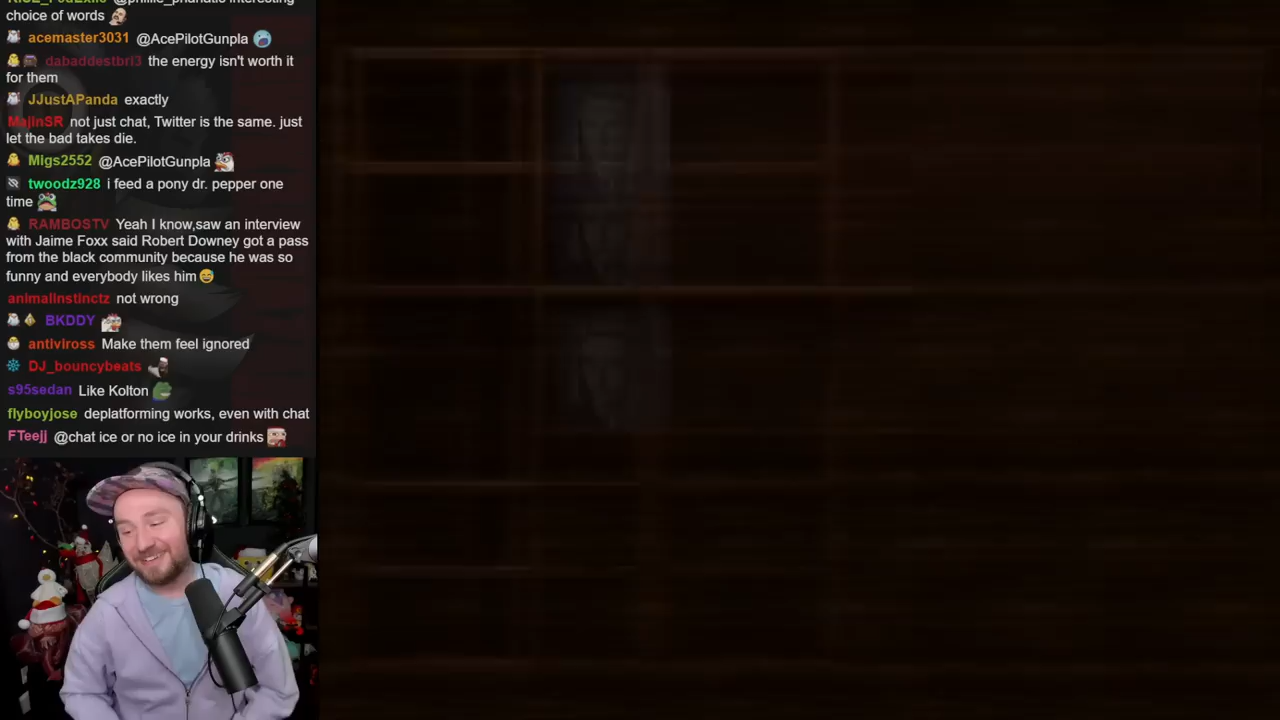 @phillie_phanatic interesting
choice of words
acemaster3031 @AcePilotGunpla
dabaddestbri3 the energy isn't worth it
for them
JJustAPanda exactly
MajinSR not just chat, Twitter is the same. just
let the bad takes die.
Migs2552 @AcePilotGunpla
twoodz928 i feed a pony dr. pepper one
time
RAMBOSTV Yeah I know,saw an interview
with Jaime Foxx said Robert Downey got a pass
from the black community because he was so
funny and everybody likes him
animalinstinctz not wrong
BKDDY
antiviross Make them feel ignored
DJ_bouncybeats
s95sedan Like Kolton
flyboyjose deplatforming works, even with chat
FTeejj @chat ice or no ice in your drinks